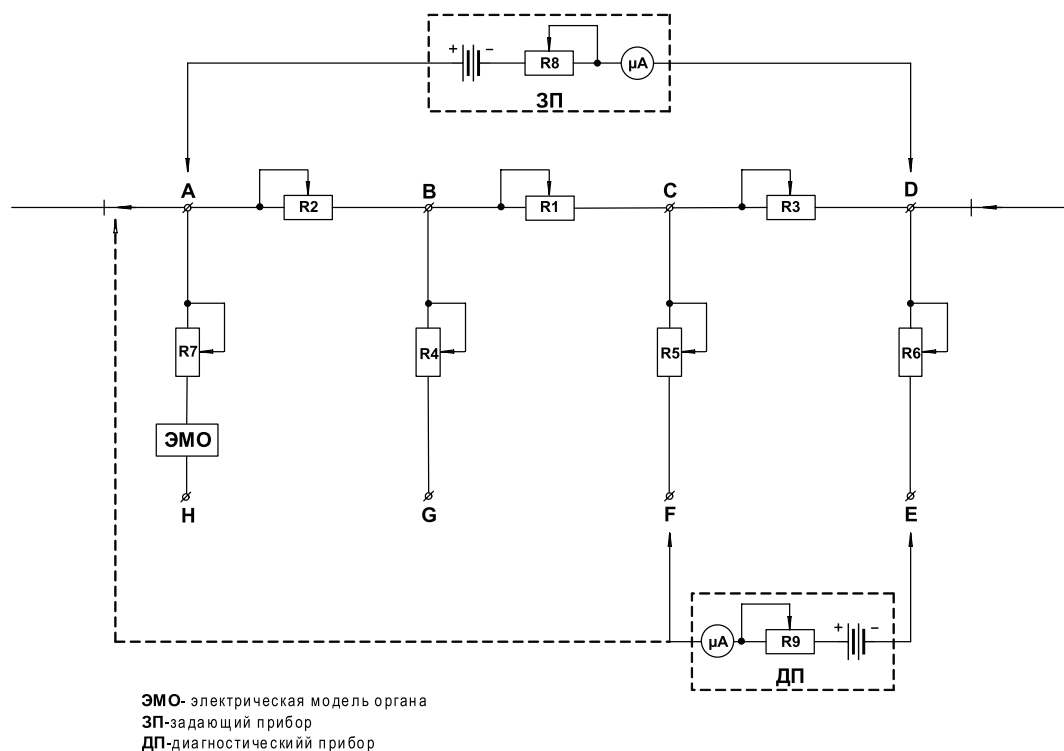 + − R8 μA
ЗП
A B C D
R2 R1 R3
R7 R4 R5 R6
ЭМО
H G F E
μA R9 + −
ДП
ЭМО- электрическая модель органа
ЗП-задающий прибор
ДП-диагностическийй прибор